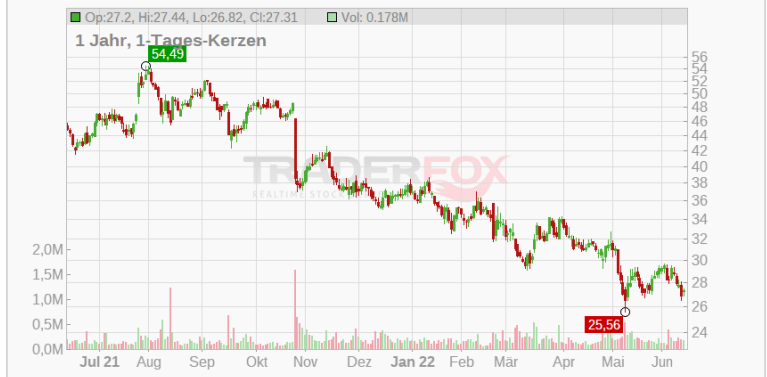 Op:27.2, Hi:27.44, Lo:26.82, Cl:27.31 Vol: 0.178M
1 Jahr, 1-Tages-Kerzen
54,49
56
54
52
50
48
46
44
42
40
38
36
34
32
30
28
26
24
TRADERFOX
REALTIME STOCK
2,0M
1,5M
1,0M
0,5M
0,0M
25,56
Jul 21 Aug Sep Okt Nov Dez Jan 22 Feb Mär Apr Mai Jun